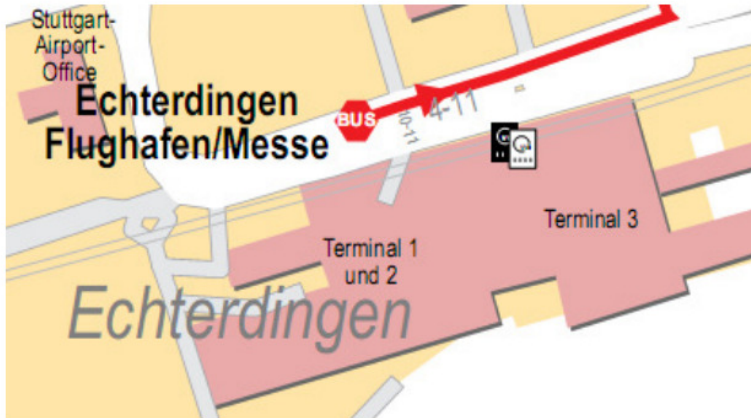 Stuttgart-
Airport-
Office
Echterdingen
Flughafen/Messe
BUS
4-11
10-11
Terminal 1
und 2
Terminal 3
Echterdingen